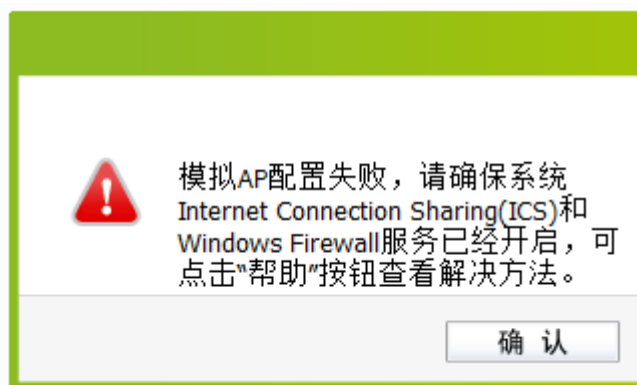 模拟AP配置失败，请确保系统
Internet Connection Sharing(ICS)和
Windows Firewall服务已经开启，可
点击“帮助”按钮查看解决方法。
确 认